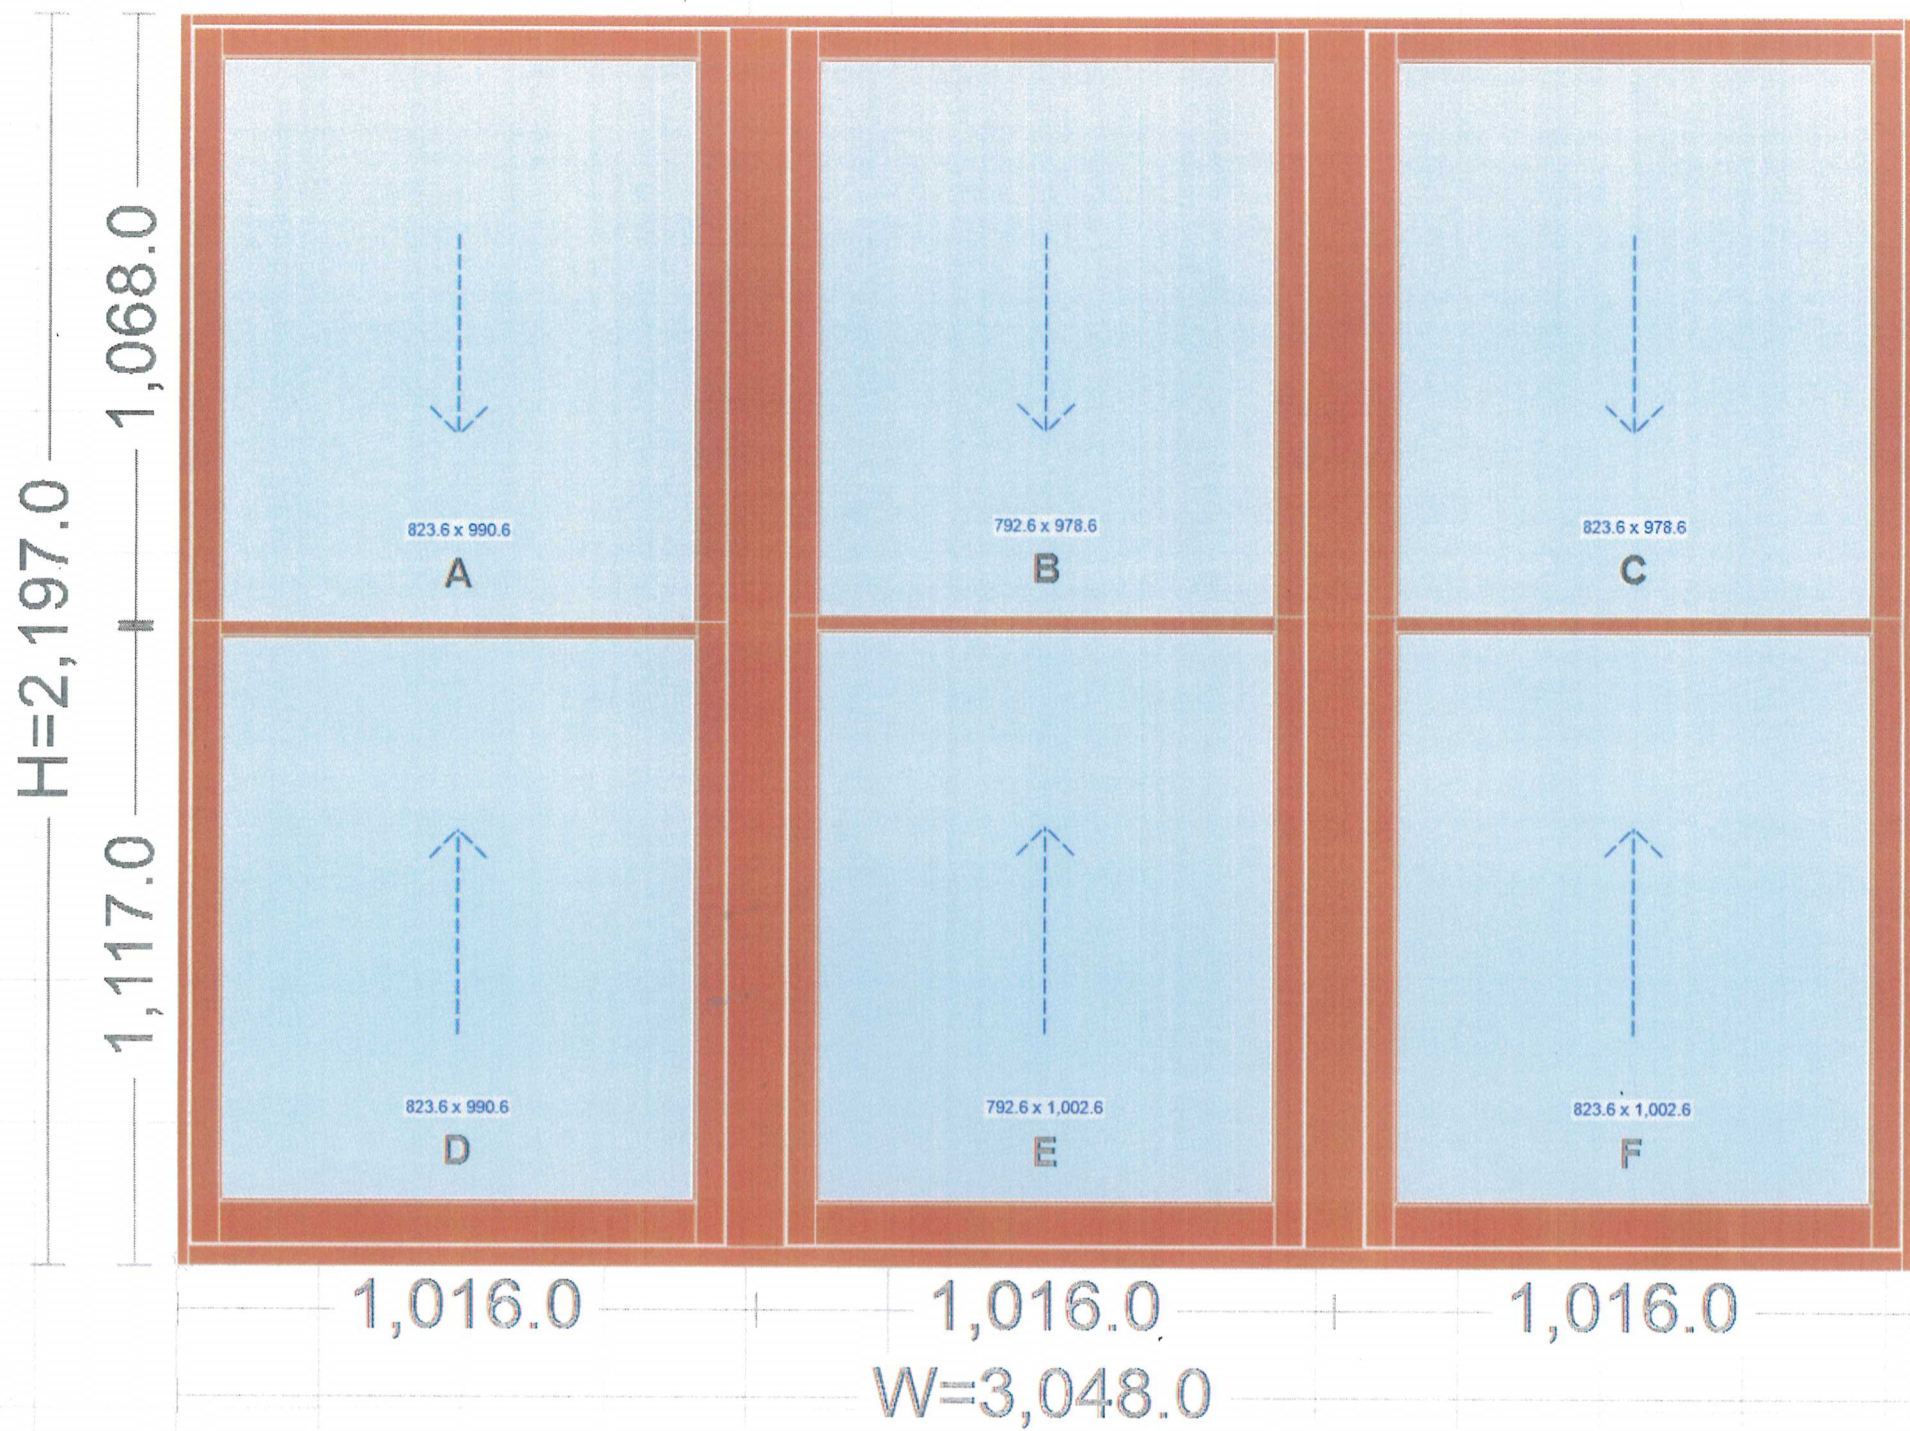 1,068.0
H=2,197.0
1,117.0
823.6 x 990.6
A
792.6 x 978.6
B
823.6 x 978.6
C
823.6 x 990.6
D
792.6 x 1,002.6
E
823.6 x 1,002.6
F
1,016.0
1,016.0
1,016.0
W=3,048.0